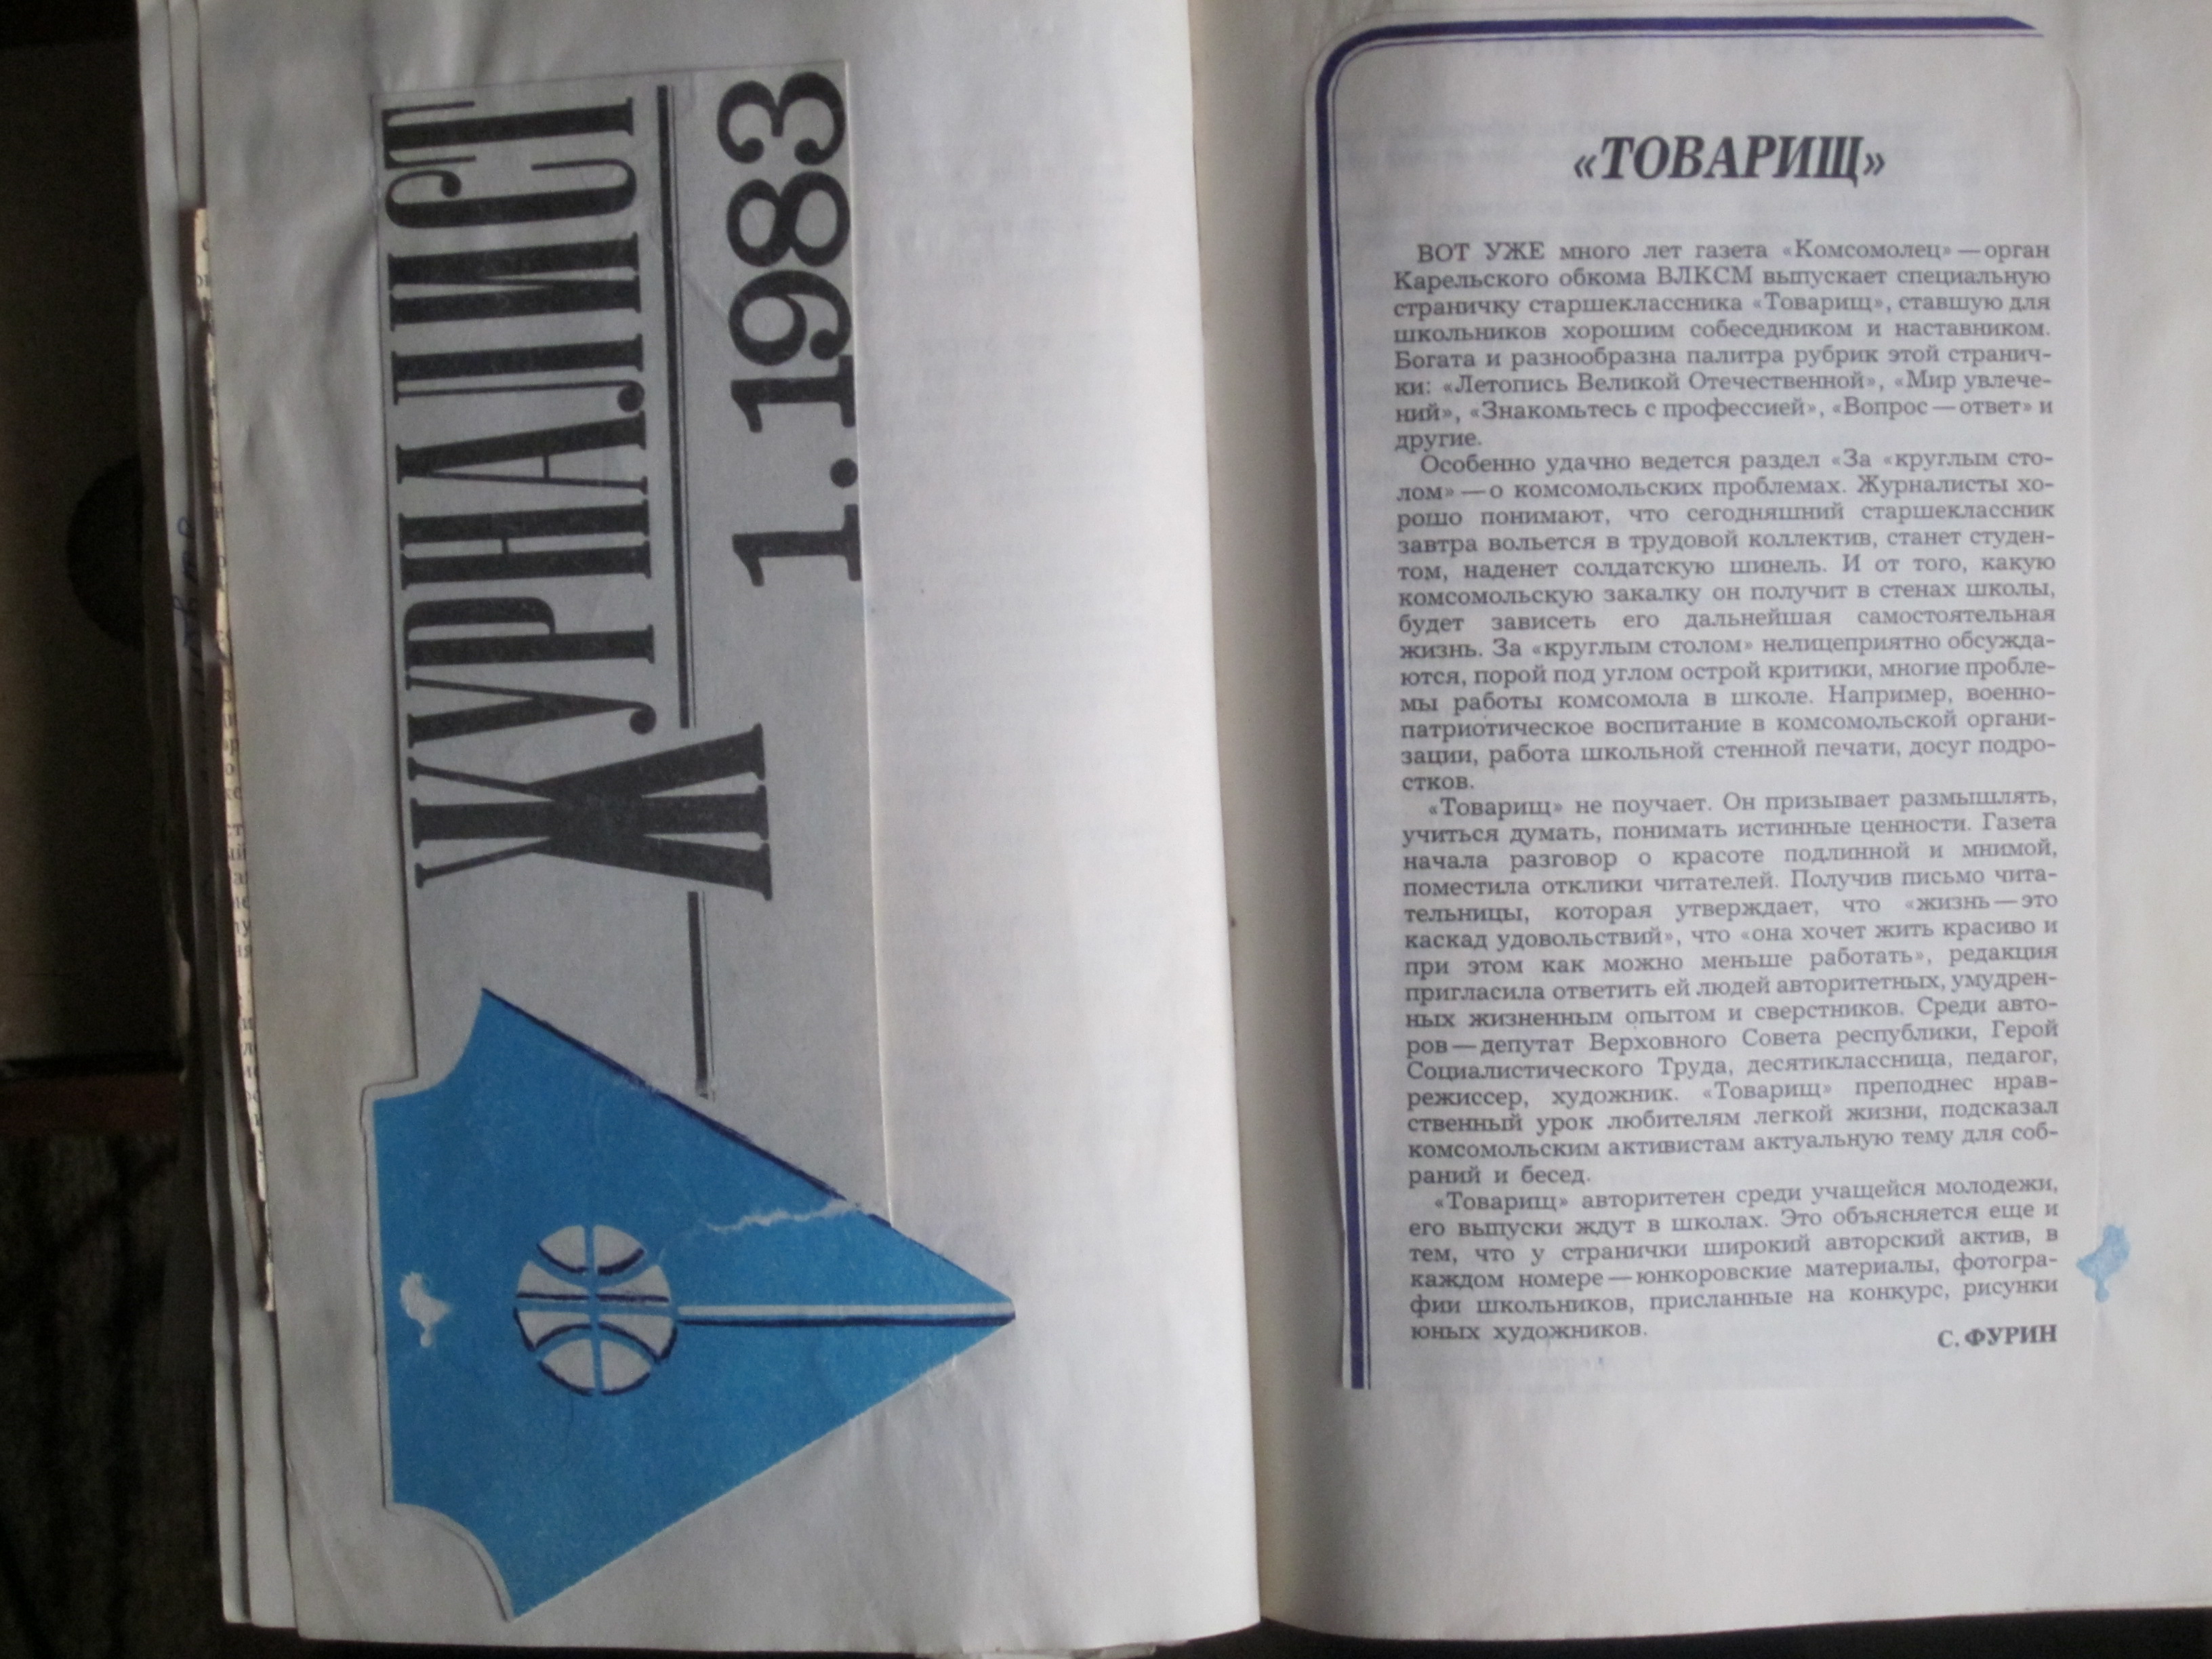 ЖУРНАЛИСТ
1.1983
«ТОВАРИЩ»
ВОТ УЖЕ много лет газета «Комсомолец» — орган
Карельского обкома ВЛКСМ выпускает специальную
страничку старшеклассника «Товарищ», ставшую для
школьников хорошим собеседником и наставником.
Богата и разнообразна палитра рубрик этой странич-
ки: «Летопись Великой Отечественной», «Мир увлече-
ний», «Знакомьтесь с профессией», «Вопрос — ответ» и
другие.
Особенно удачно ведется раздел «За «круглым сто-
лом» — о комсомольских проблемах. Журналисты хо-
рошо понимают, что сегодняшний старшеклассник
завтра вольется в трудовой коллектив, станет студен-
том, наденет солдатскую шинель. И от того, какую
комсомольскую закалку он получит в стенах школы,
будет зависеть его дальнейшая самостоятельная
жизнь. За «круглым столом» нелицеприятно обсужда-
ются, порой под углом острой критики, многие пробле-
мы работы комсомола в школе. Например, военно-
патриотическое воспитание в комсомольской органи-
зации, работа школьной стенной печати, досуг подро-
стков.
«Товарищ» не поучает. Он призывает размышлять,
учиться думать, понимать истинные ценности. Газета
начала разговор о красоте подлинной и мнимой,
поместила отклики читателей. Получив письмо чита-
тельницы, которая утверждает, что «жизнь — это
каскад удовольствий», что «она хочет жить красиво и
при этом как можно меньше работать», редакция
пригласила ответить ей людей авторитетных, умудрен-
ных жизненным опытом и сверстников. Среди авто-
ров — депутат Верховного Совета республики, Герой
Социалистического Труда, десятиклассница, педагог,
режиссер, художник. «Товарищ» преподнес нрав-
ственный урок любителям легкой жизни, подсказал
комсомольским активистам актуальную тему для соб-
раний и бесед.
«Товарищ» авторитетен среди учащейся молодежи,
его выпуски ждут в школах. Это объясняется еще и
тем, что у странички широкий авторский актив, в
каждом номере — юнкоровские материалы, фотогра-
фии школьников, присланные на конкурс, рисунки
юных художников.
С. ФУРИН